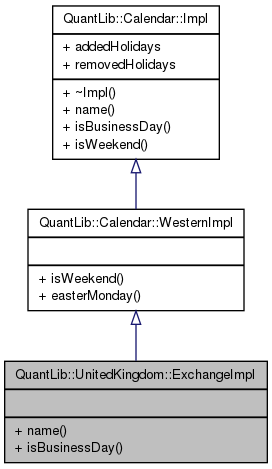 QuantLib::Calendar::Impl
+ addedHolidays
+ removedHolidays
+ ~Impl()
+ name()
+ isBusinessDay()
+ isWeekend()
QuantLib::Calendar::WesternImpl
+ isWeekend()
+ easterMonday()
QuantLib::UnitedKingdom::ExchangeImpl
+ name()
+ isBusinessDay()